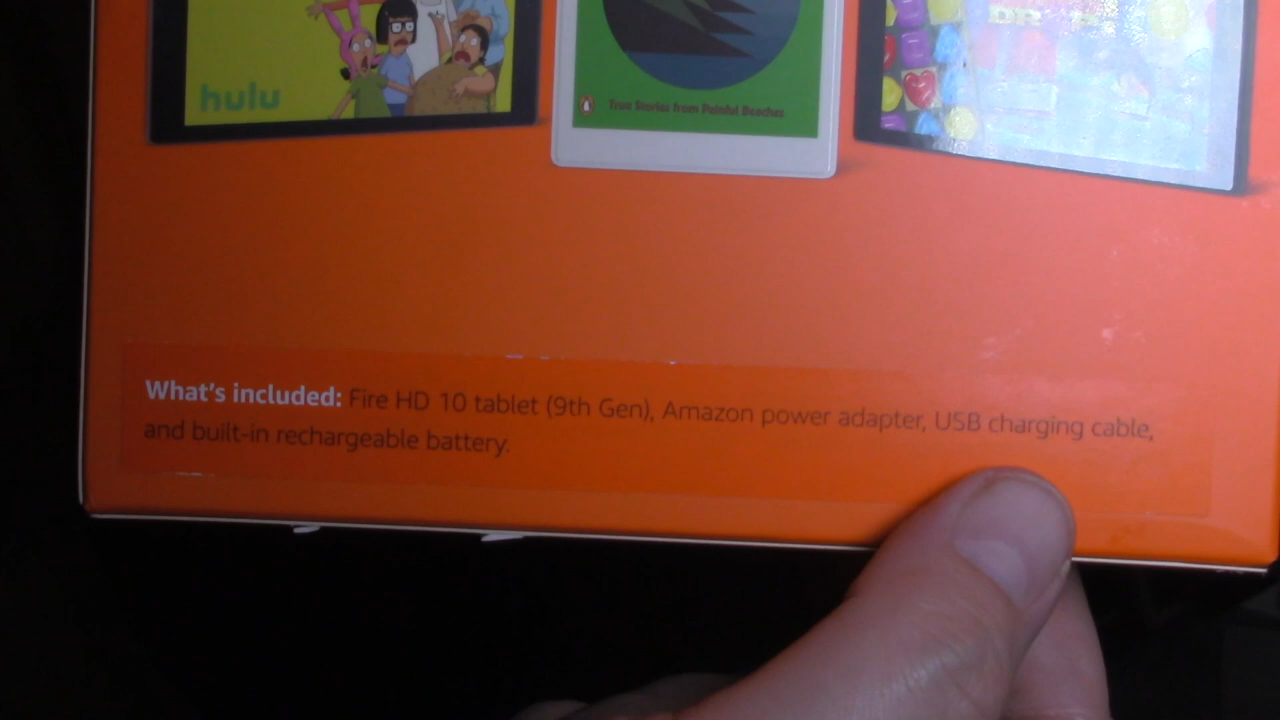 hulu
True Stories from Painful Beaches
What's included: Fire HD 10 tablet (9th Gen), Amazon power adapter, USB charging cable,
and built-in rechargeable battery.